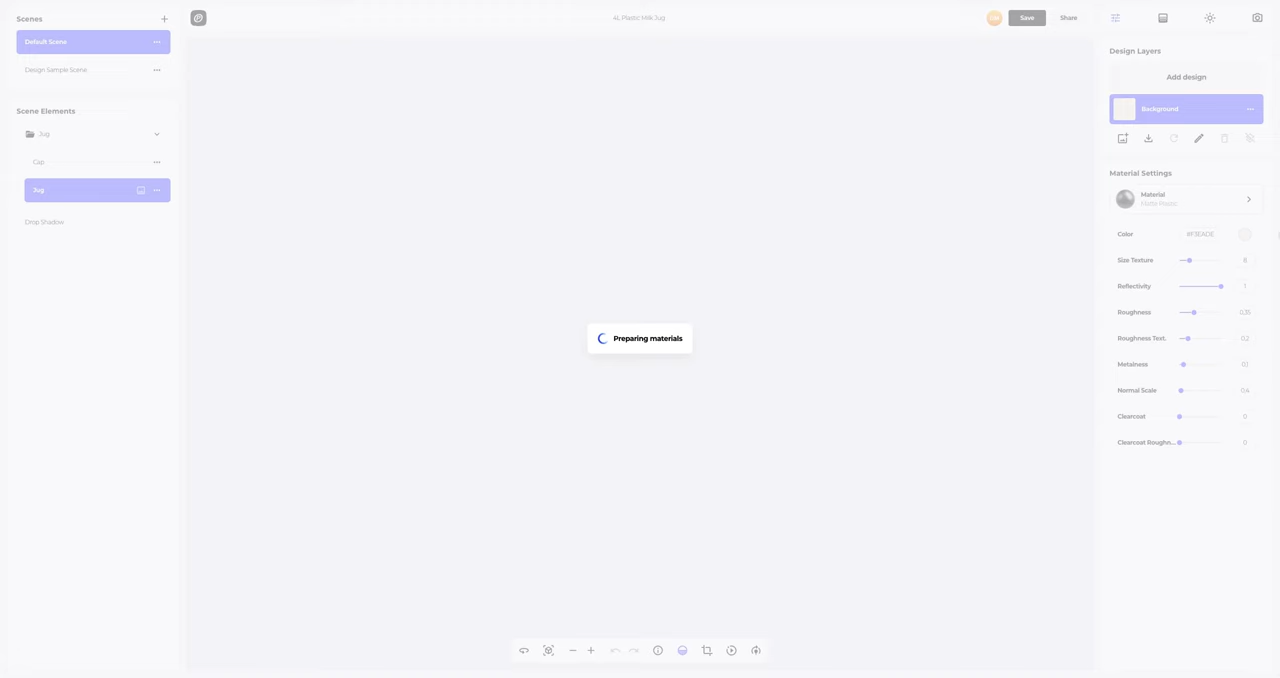 Scenes
Default Scene
Design Sample Scene
Scene Elements
Jug
Cap
Jug
Drop Shadow
4L Plastic Milk Jug
Save
Share
Preparing materials
Design Layers
Add design
Background
Material Settings
Material
Matte Plastic
Color #F3EADE
Size Texture 6
Reflectivity 1
Roughness 0.35
Roughness Text. 0.2
Metalness 0.1
Normal Scale 0.4
Clearcoat 0
Clearcoat Roughn... 0